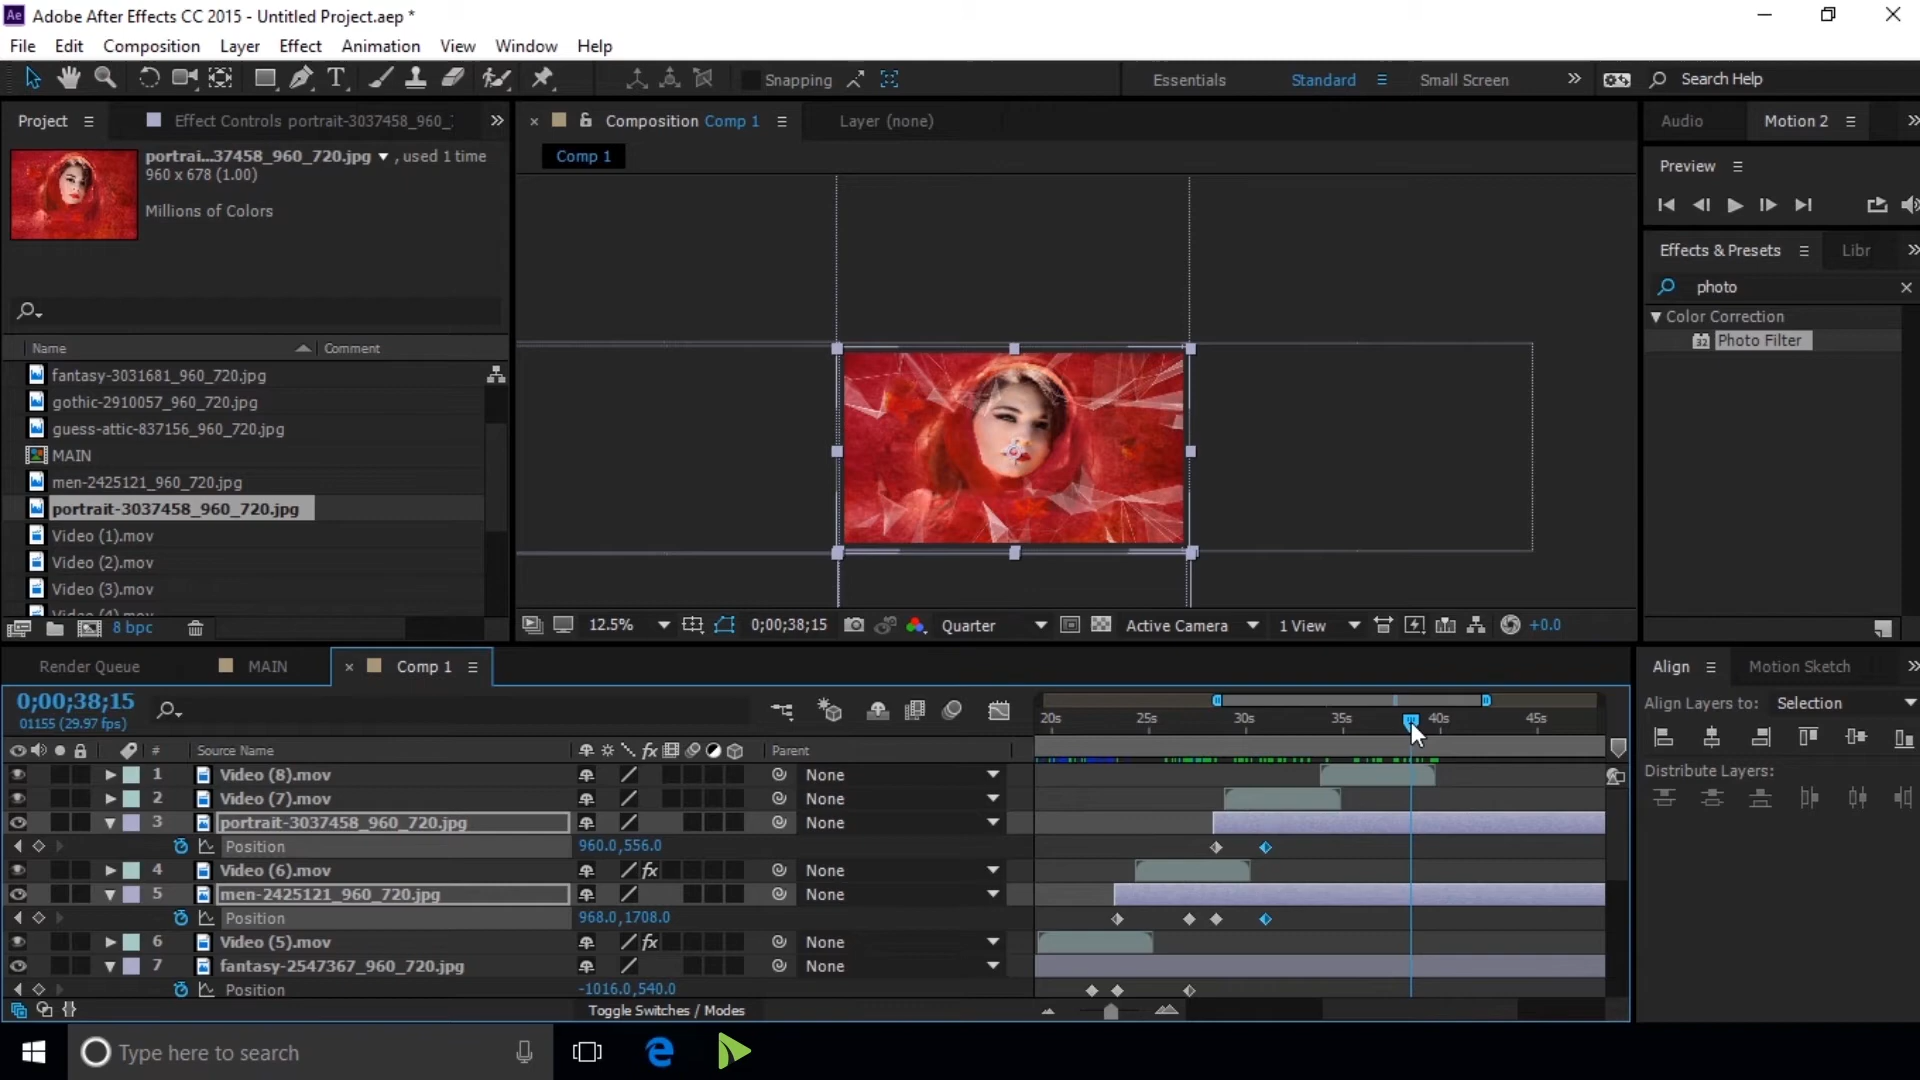 Ae Adobe After Effects CC 2015 - Untitled Project.aep *
File Edit Composition Layer Effect Animation View Window Help
T Snapping Essentials Standard Small Screen Search Help
Project Effect Controls portrait-3037458_960_
Composition Comp 1 Layer (none)
Audio Motion 2
portrai...37458_960_720.jpg , used 1 time
960 x 678 (1.00)
Millions of Colors
Comp 1
Preview
Effects & Presets Libr
photo
Color Correction
32 Photo Filter
Name Comment
fantasy-3031681_960_720.jpg
gothic-2910057_960_720.jpg
guess-attic-837156_960_720.jpg
MAIN
men-2425121_960_720.jpg
portrait-3037458_960_720.jpg
Video (1).mov
Video (2).mov
Video (3).mov
Video (4).mov
8 bpc
12.5% 0;00;38;15 Quarter Active Camera 1 View +0.0
Render Queue MAIN × Comp 1
Align Motion Sketch
0;00;38;15
01155 (29.97 fps)
20s 25s 30s 35s 40s 45s
Align Layers to: Selection
Distribute Layers:
# Source Name fx Parent
1 Video (8).mov None
2 Video (7).mov None
3 portrait-3037458_960_720.jpg None
Position 960.0,556.0
4 Video (6).mov fx None
5 men-2425121_960_720.jpg None
Position 968.0,1708.0
6 Video (5).mov fx None
7 fantasy-2547367_960_720.jpg None
Position -1016.0,540.0
Toggle Switches / Modes
Type here to search